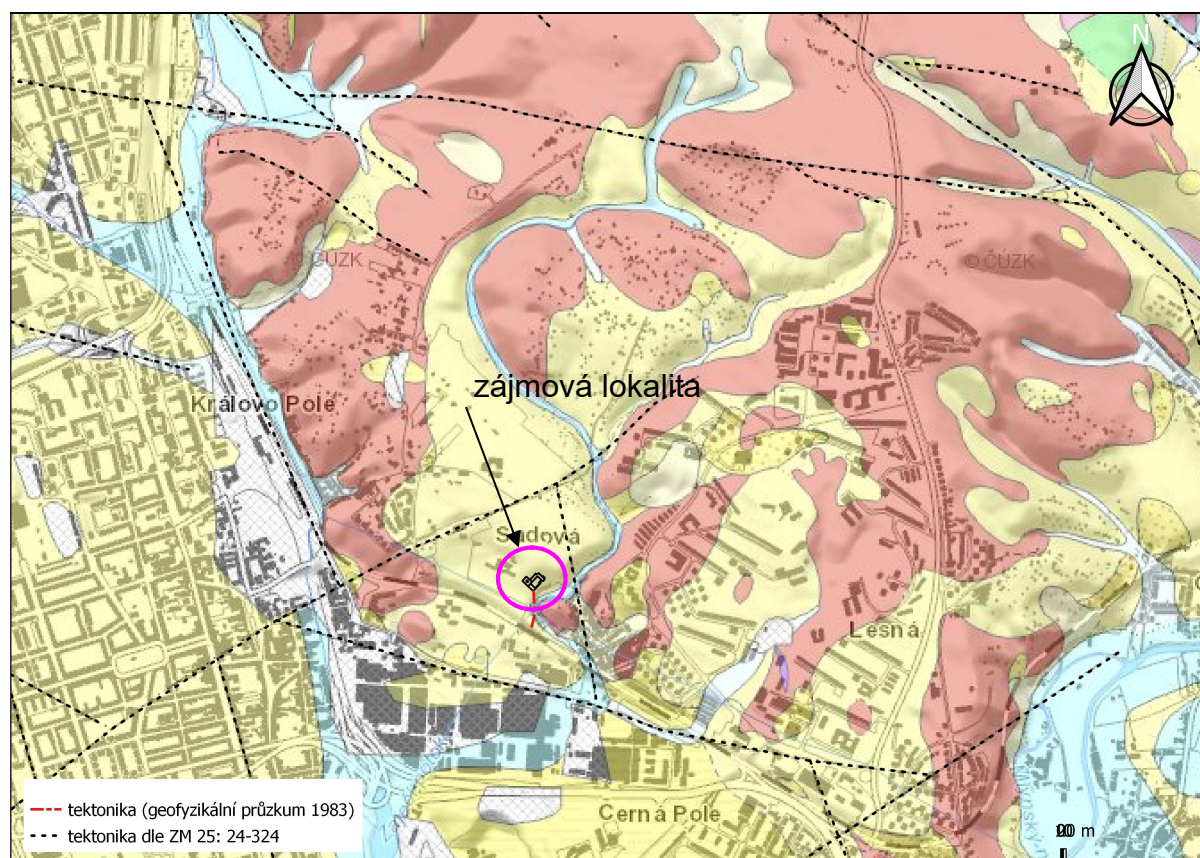 N
© ČÚZK
© ČÚZK
zájmová lokalita
Královo Pole
Sadová
Lesná
Černá Pole
tektonika (geofyzikální průzkum 1983)
tektonika dle ZM 25: 24-324
m